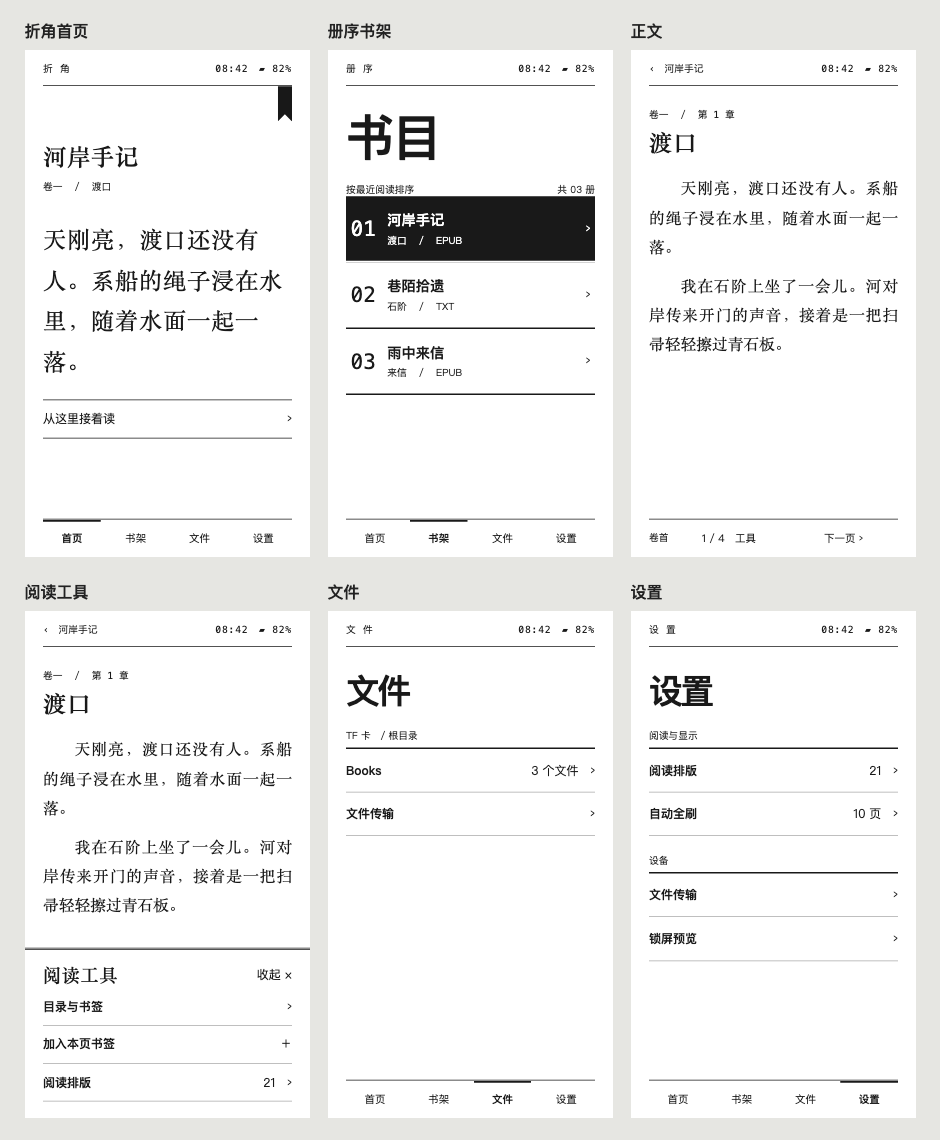 折角首页
折 角 08:42 ▰ 82%
河岸手记
卷一 / 渡口
天刚亮，渡口还没有
人。系船的绳子浸在水
里，随着水面一起一
落。
从这里接着读 ›
首页 书架 文件 设置
册序书架
册 序 08:42 ▰ 82%
书目
按最近阅读排序 共 03 册
01 河岸手记 ›
渡口 / EPUB
02 巷陌拾遗 ›
石阶 / TXT
03 雨中来信 ›
来信 / EPUB
首页 书架 文件 设置
正文
‹ 河岸手记 08:42 ▰ 82%
卷一 / 第 1 章
渡口
天刚亮，渡口还没有人。系船
的绳子浸在水里，随着水面一起一
落。
我在石阶上坐了一会儿。河对
岸传来开门的声音，接着是一把扫
帚轻轻擦过青石板。
卷首 1 / 4 工具 下一页 ›
阅读工具
‹ 河岸手记 08:42 ▰ 82%
卷一 / 第 1 章
渡口
天刚亮，渡口还没有人。系船
的绳子浸在水里，随着水面一起一
落。
我在石阶上坐了一会儿。河对
岸传来开门的声音，接着是一把扫
帚轻轻擦过青石板。
阅读工具 收起 ×
目录与书签 ›
加入本页书签 +
阅读排版 21 ›
文件
文 件 08:42 ▰ 82%
文件
TF 卡 / 根目录
Books 3 个文件 ›
文件传输 ›
首页 书架 文件 设置
设置
设 置 08:42 ▰ 82%
设置
阅读与显示
阅读排版 21 ›
自动全刷 10 页 ›
设备
文件传输 ›
锁屏预览 ›
首页 书架 文件 设置